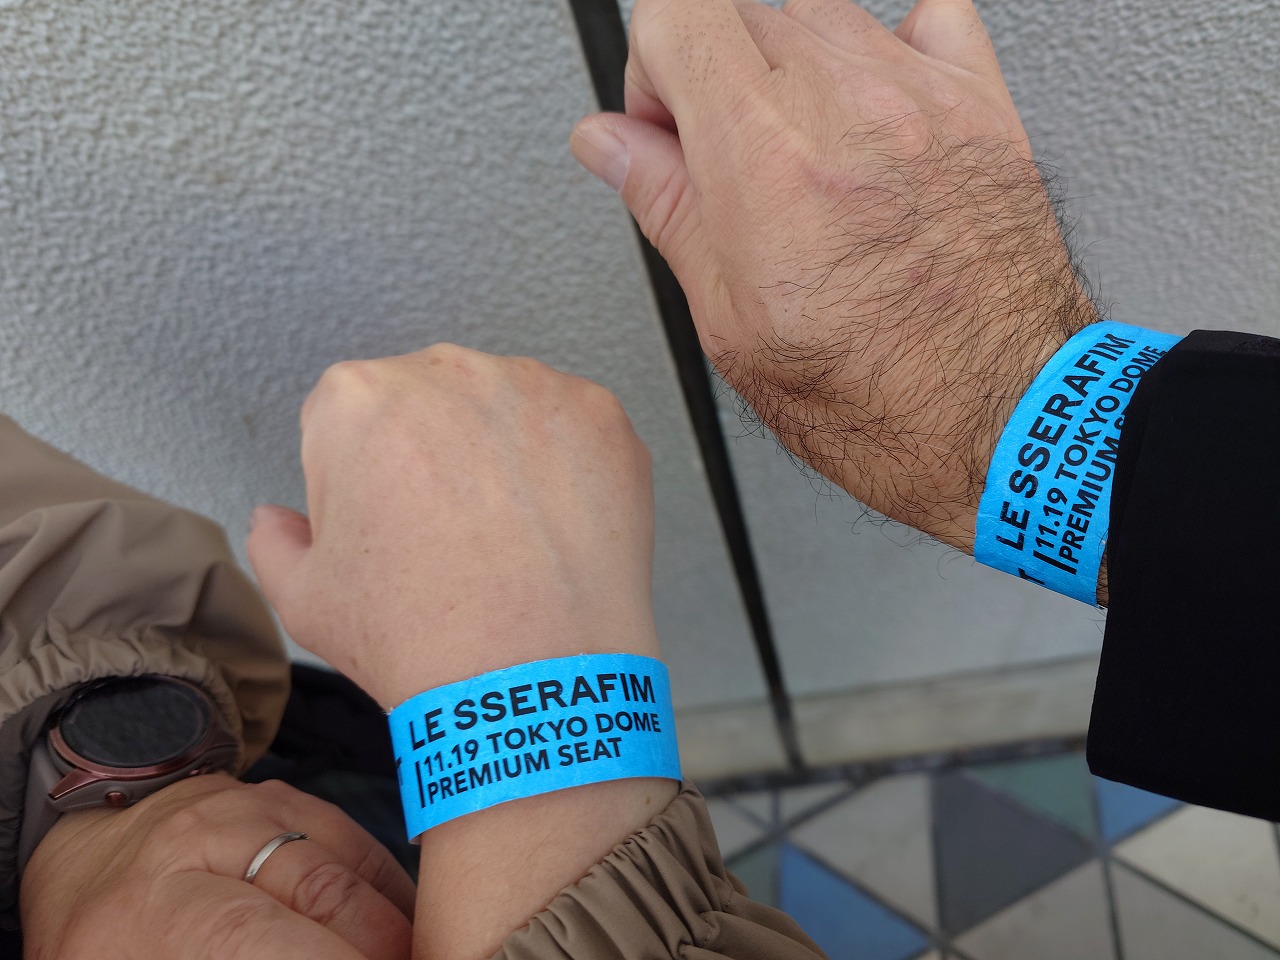 LE SSERAFIM
11.19 TOKYO DOME
PREMIUM SEAT
LE SSERAFIM
11.19 TOKYO DOME
PREMIUM